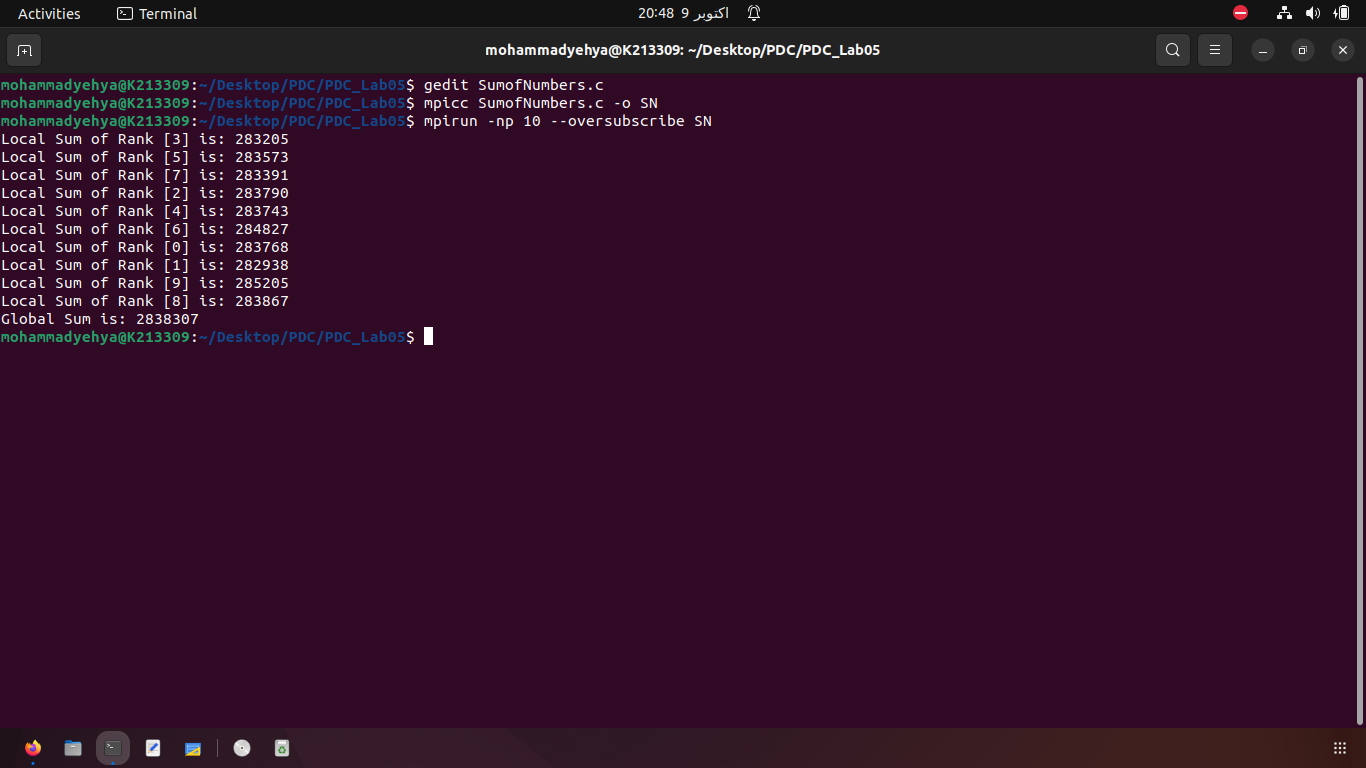 Activities
Terminal
20:48 9 اکتوبر
mohammadyehya@K213309: ~/Desktop/PDC/PDC_Lab05
mohammadyehya@K213309:~/Desktop/PDC/PDC_Lab05$ gedit SumofNumbers.c
mohammadyehya@K213309:~/Desktop/PDC/PDC_Lab05$ mpicc SumofNumbers.c -o SN
mohammadyehya@K213309:~/Desktop/PDC/PDC_Lab05$ mpirun -np 10 --oversubscribe SN
Local Sum of Rank [3] is: 283205
Local Sum of Rank [5] is: 283573
Local Sum of Rank [7] is: 283391
Local Sum of Rank [2] is: 283790
Local Sum of Rank [4] is: 283743
Local Sum of Rank [6] is: 284827
Local Sum of Rank [0] is: 283768
Local Sum of Rank [1] is: 282938
Local Sum of Rank [9] is: 285205
Local Sum of Rank [8] is: 283867
Global Sum is: 2838307
mohammadyehya@K213309:~/Desktop/PDC/PDC_Lab05$